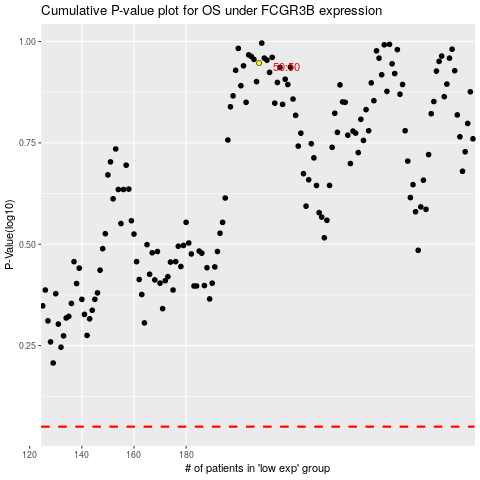 Cumulative P-value plot for OS under FCGR3B expression
P-Value(log10)
1.00
0.75
0.50
0.25
50:50
120 140 160 180
# of patients in 'low exp' group